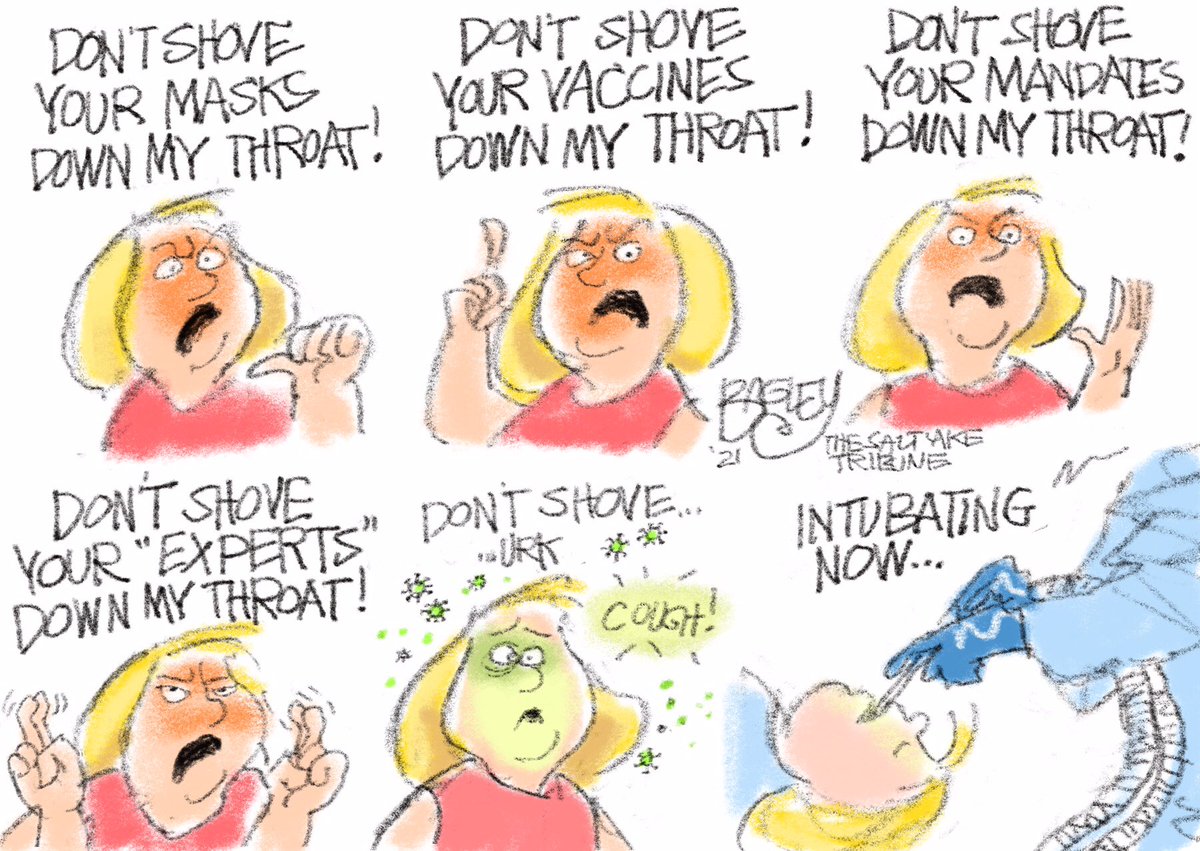 DON'T SHOVE
YOUR MASKS
DOWN MY THROAT!
DON'T SHOVE
YOUR VACCINES
DOWN MY THROAT!
DON'T SHOVE
YOUR MANDATES
DOWN MY THROAT!
BAGLEY
'21
THE SALT LAKE
TRIBUNE
DON'T SHOVE
YOUR "EXPERTS"
DOWN MY THROAT!
DON'T SHOVE...
...URK
COUGH!
INTUBATING
NOW...